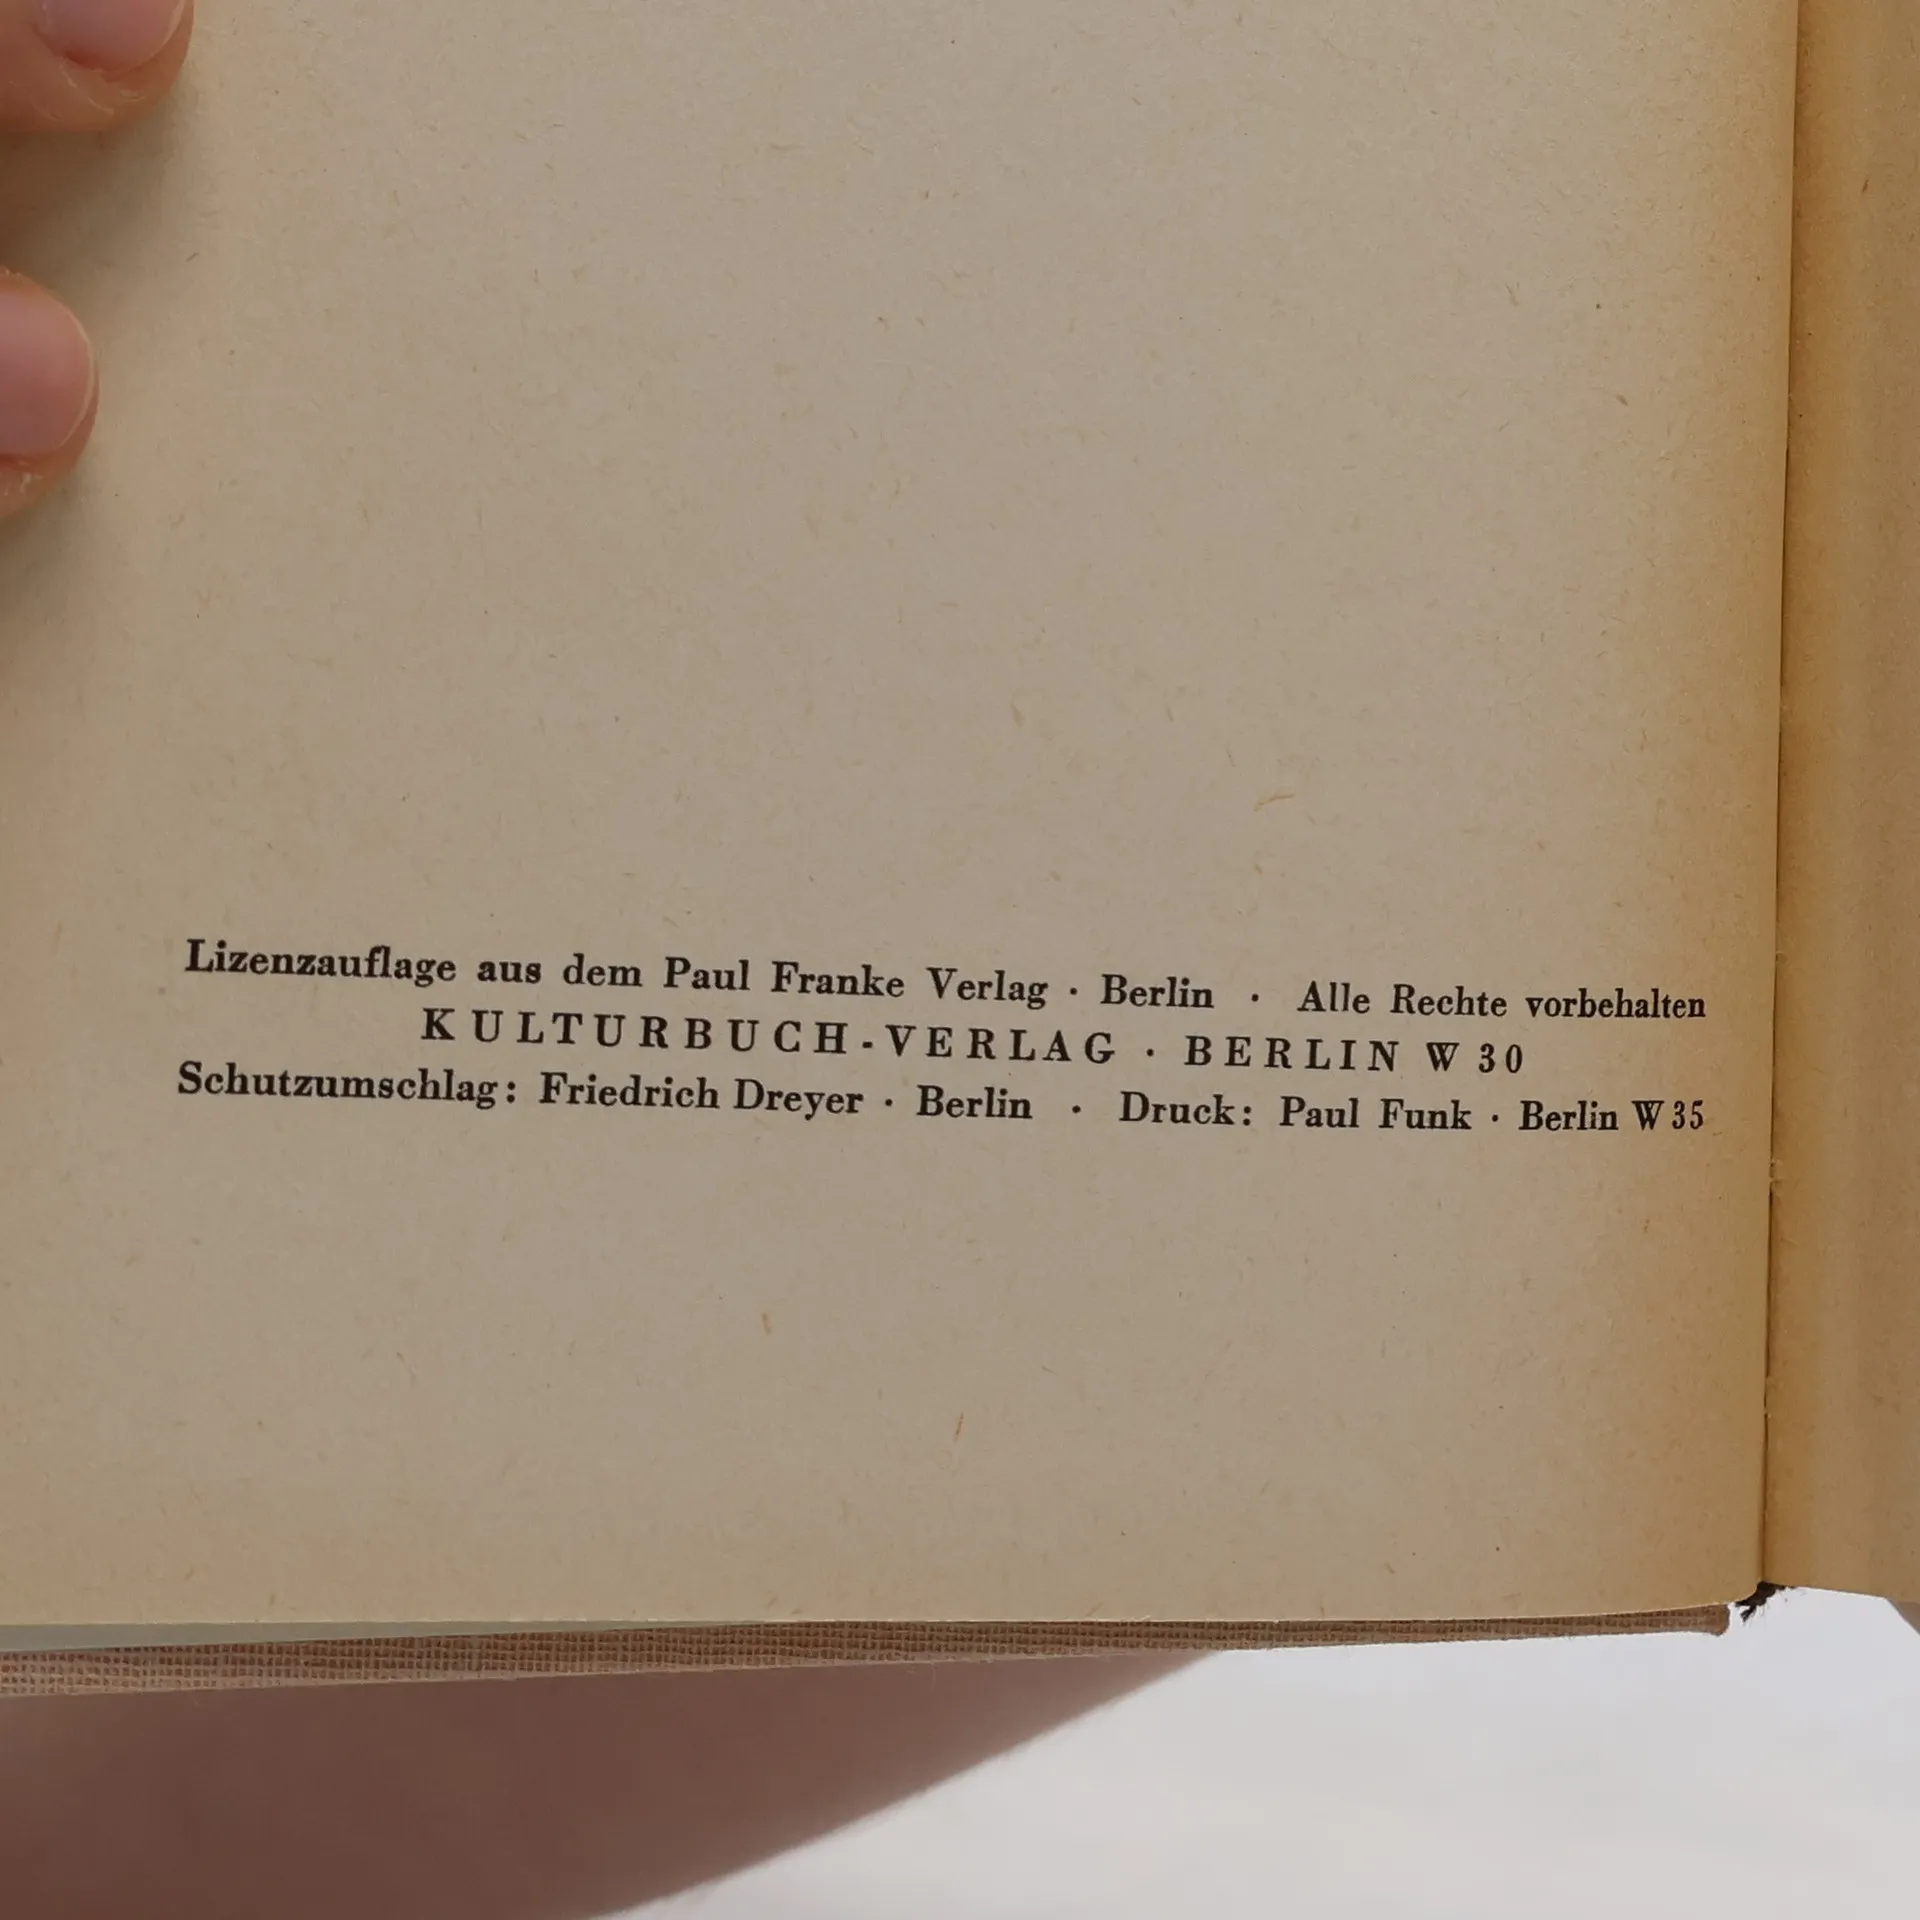 Lizenzauflage aus dem Paul Franke Verlag · Berlin · Alle Rechte vorbehalten
KULTURBUCH-VERLAG · BERLIN W 30
Schutzumschlag: Friedrich Dreyer · Berlin · Druck: Paul Funk · Berlin W 35